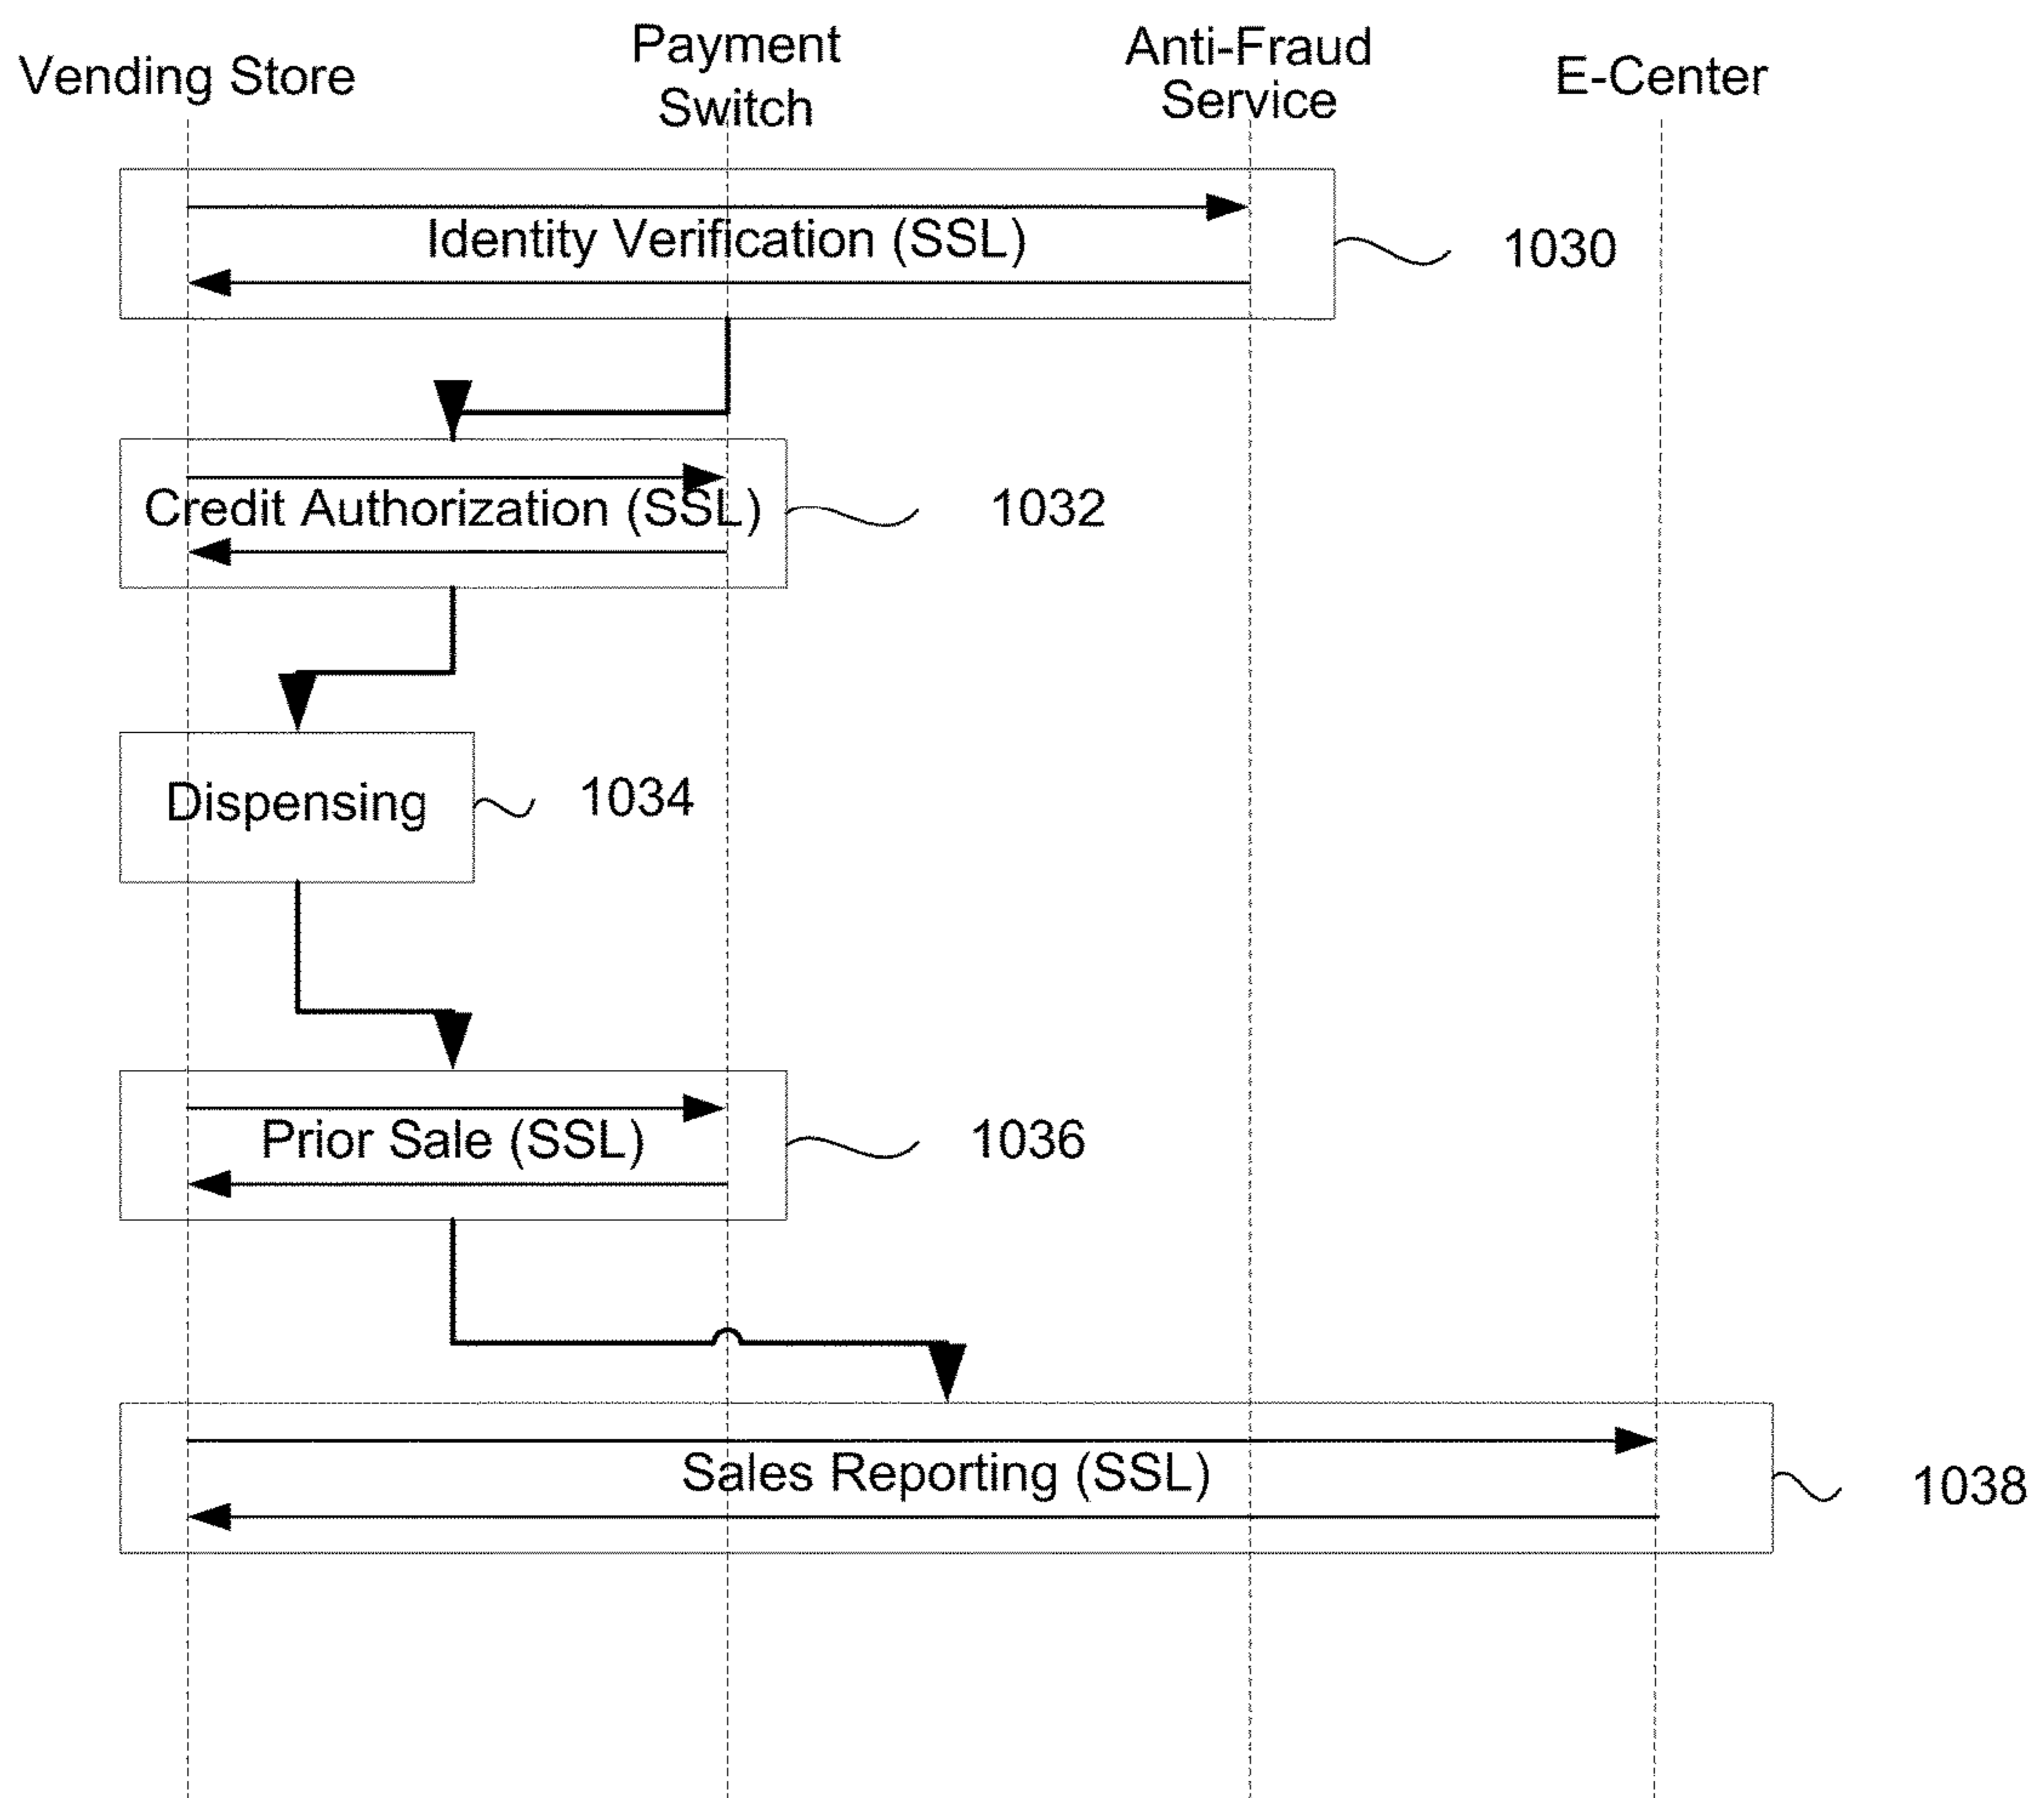 Vending Store
Payment
Switch
Anti-Fraud
Service
E-Center
Identity Verification (SSL)
1030
Credit Authorization (SSL)
1032
Dispensing
1034
Prior Sale (SSL)
1036
Sales Reporting (SSL)
1038